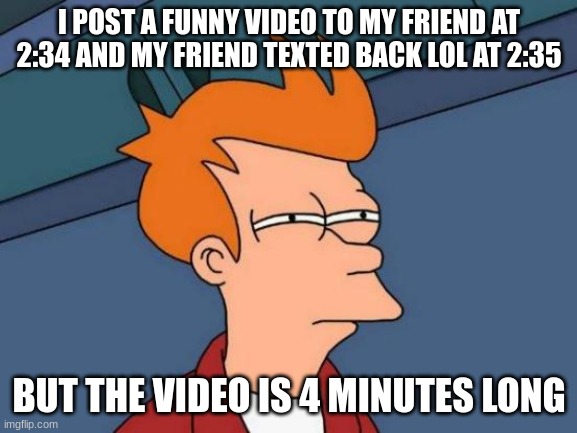 I POST A FUNNY VIDEO TO MY FRIEND AT
2:34 AND MY FRIEND TEXTED BACK LOL AT 2:35
BUT THE VIDEO IS 4 MINUTES LONG
imgflip.com